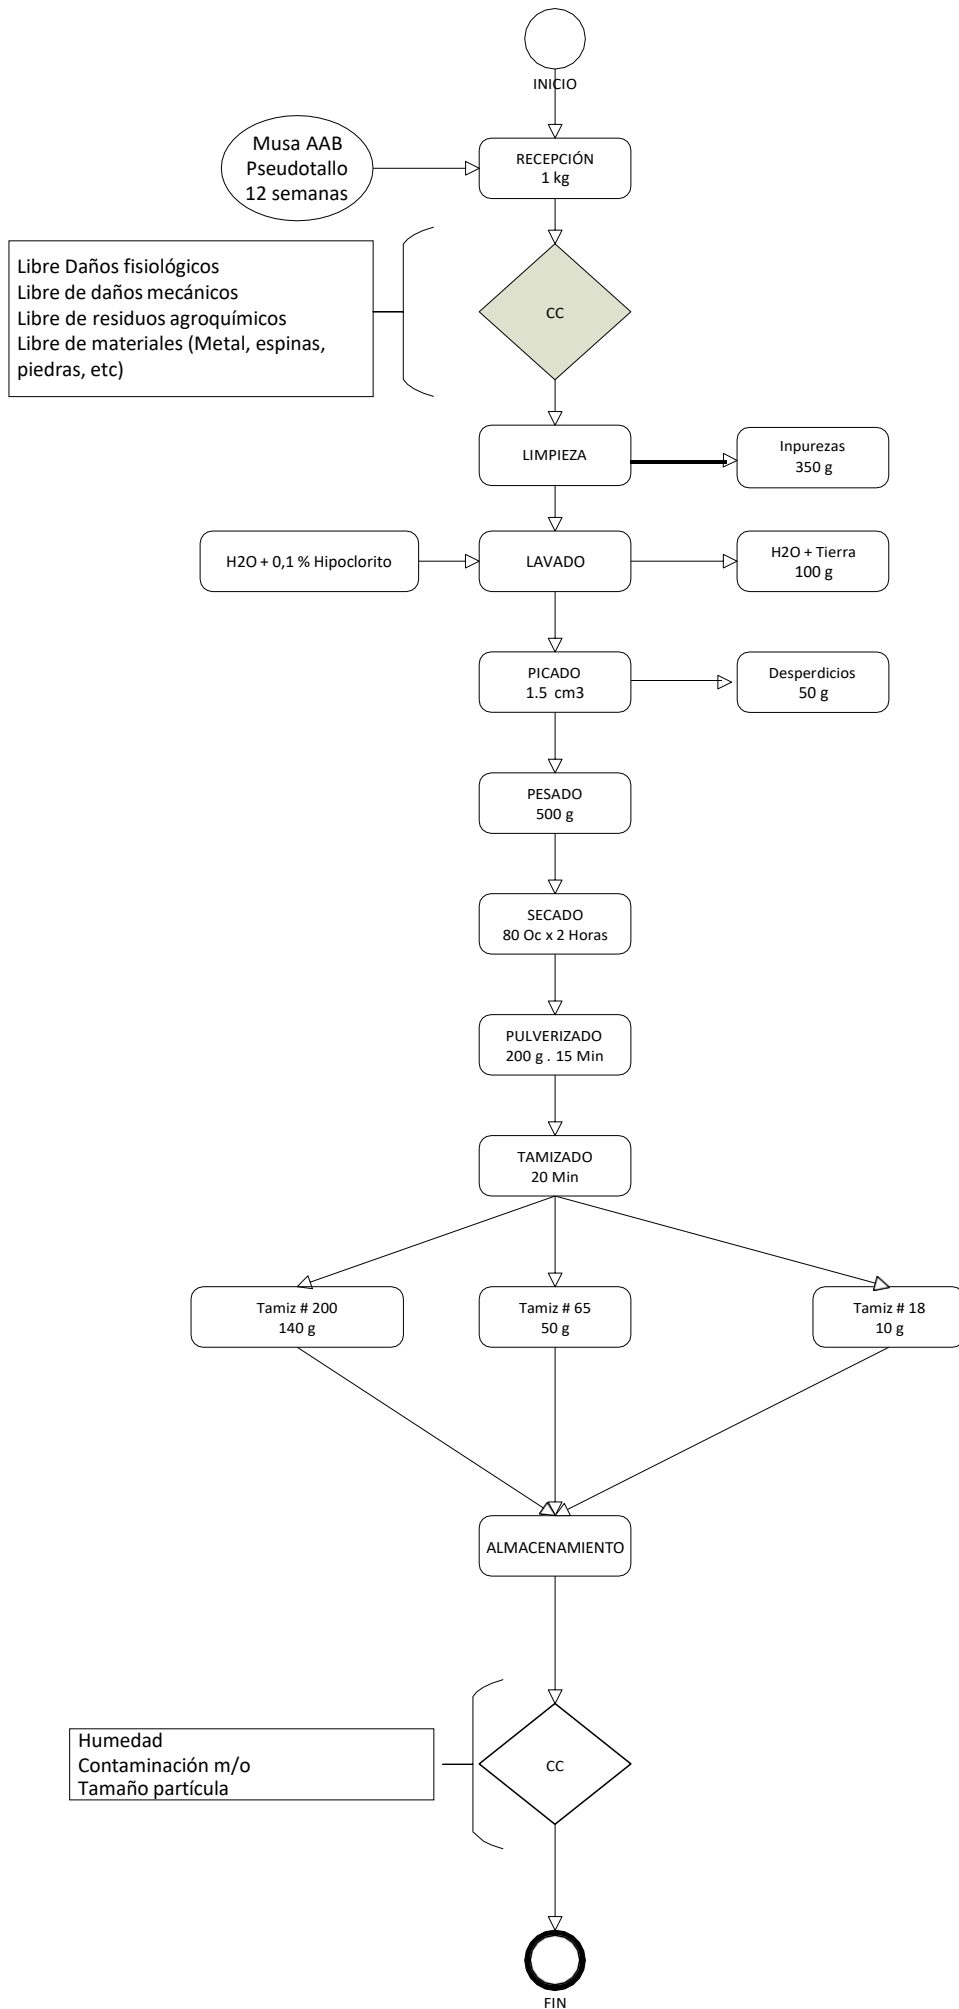 INICIO
Musa AAB
Pseudotallo
12 semanas
RECEPCIÓN
1 kg
Libre Daños fisiológicos
Libre de daños mecánicos
Libre de residuos agroquímicos
Libre de materiales (Metal, espinas,
piedras, etc)
CC
LIMPIEZA
Inpurezas
350 g
H2O + 0,1 % Hipoclorito
LAVADO
H2O + Tierra
100 g
PICADO
1.5 cm3
Desperdicios
50 g
PESADO
500 g
SECADO
80 Oc x 2 Horas
PULVERIZADO
200 g . 15 Min
TAMIZADO
20 Min
Tamiz # 200
140 g
Tamiz # 65
50 g
Tamiz # 18
10 g
ALMACENAMIENTO
Humedad
Contaminación m/o
Tamaño partícula
CC
FIN